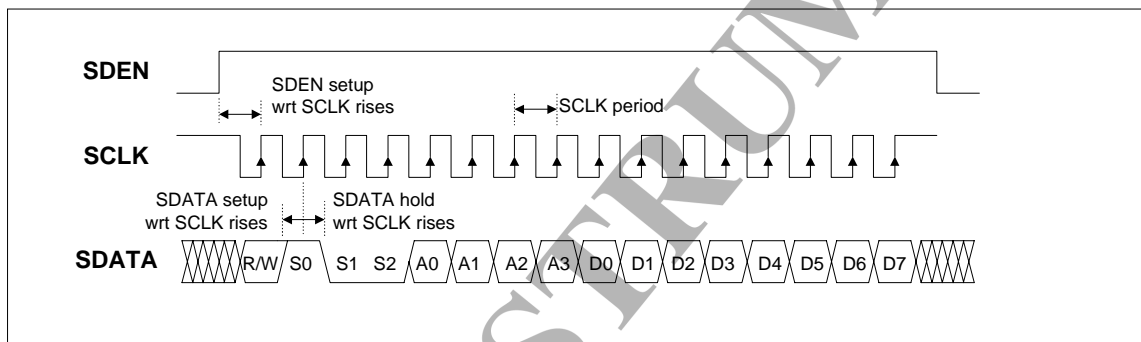 SDEN
SDEN setup
wrt SCLK rises
SCLK period
SCLK
SDATA setup
wrt SCLK rises
SDATA hold
wrt SCLK rises
SDATA
R/W S0 S1 S2 A0 A1 A2 A3 D0 D1 D2 D3 D4 D5 D6 D7
STRUM